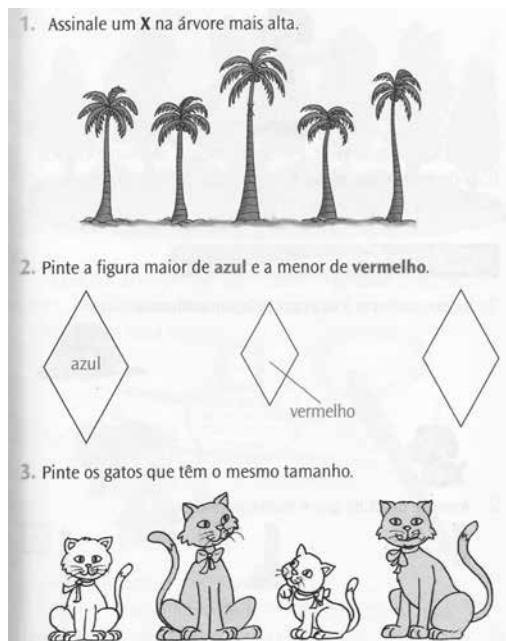 1. Assinale um X na árvore mais alta.
2. Pinte a figura maior de azul e a menor de vermelho.
azul
vermelho
3. Pinte os gatos que têm o mesmo tamanho.